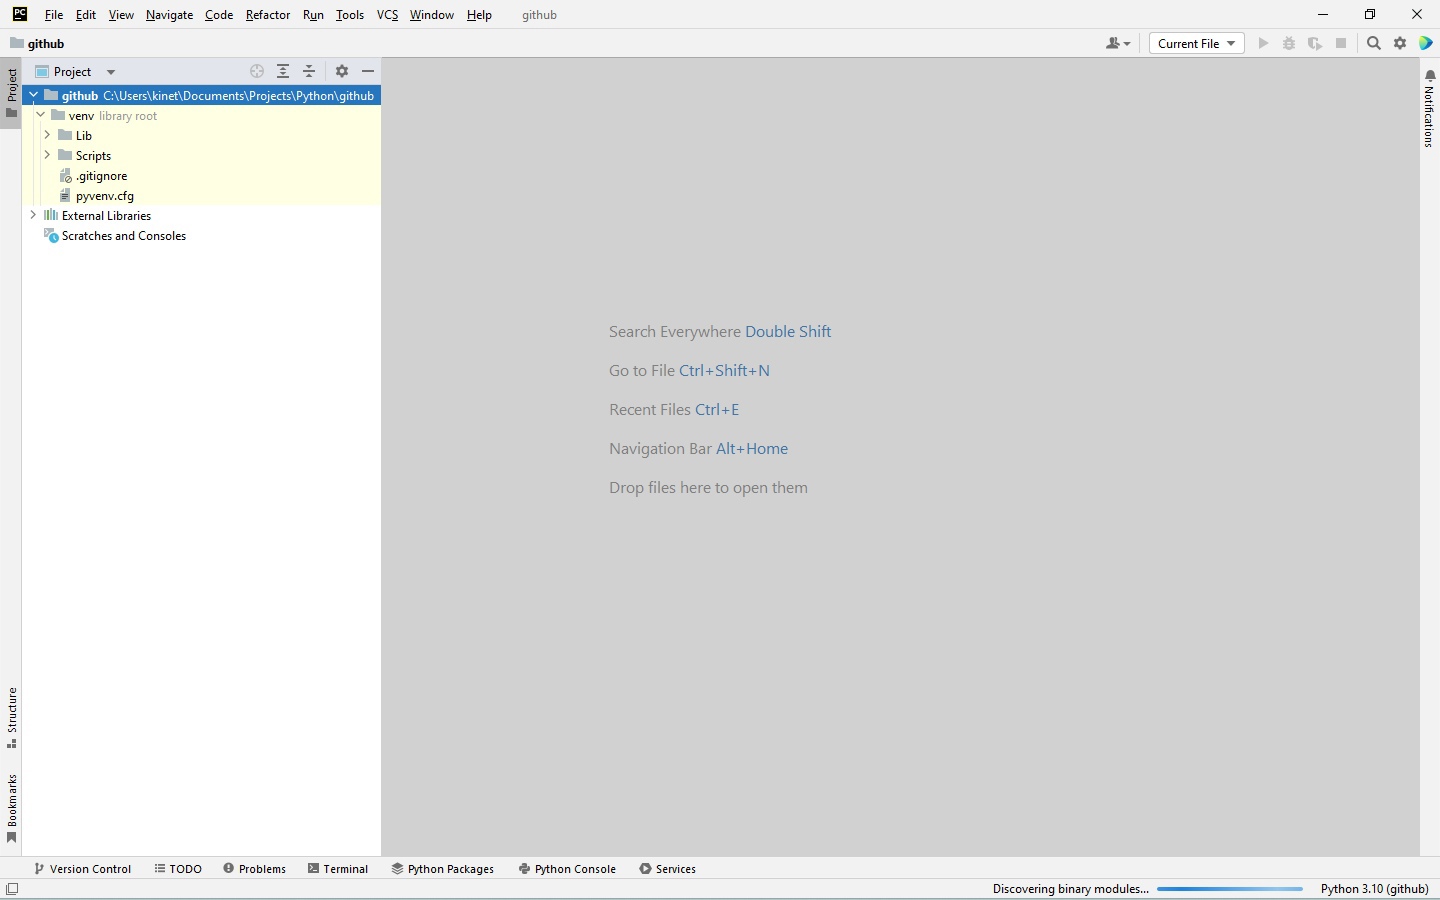 PC File Edit View Navigate Code Refactor Run Tools VCS Window Help github
github Current File
Project
Project
github C:\Users\kinet\Documents\Projects\Python\github
venv library root
Lib
Scripts
.gitignore
pyvenv.cfg
External Libraries
Scratches and Consoles
Notifications
Search Everywhere Double Shift
Go to File Ctrl+Shift+N
Recent Files Ctrl+E
Navigation Bar Alt+Home
Drop files here to open them
Structure
Bookmarks
Version Control TODO Problems Terminal Python Packages Python Console Services
Discovering binary modules... Python 3.10 (github)